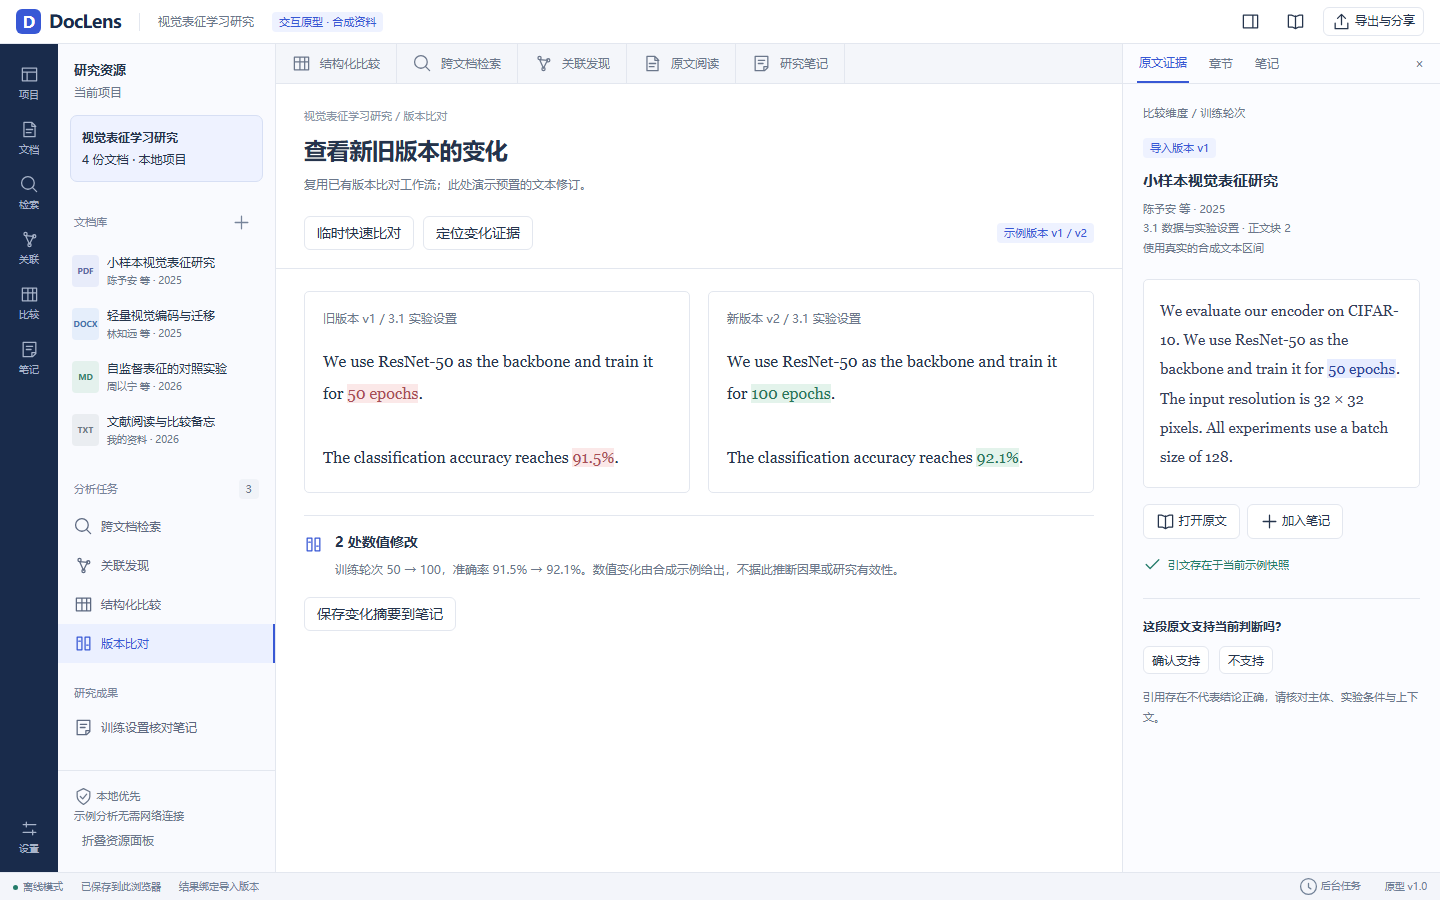 D DocLens
视觉表征学习研究
交互原型 · 合成资料
导出与分享
项目
文档
检索
关联
比较
笔记
设置
研究资源
当前项目
视觉表征学习研究
4 份文档 · 本地项目
文档库
PDF
小样本视觉表征研究
陈予安 等 · 2025
DOCX
轻量视觉编码与迁移
林知远 等 · 2025
MD
自监督表征的对照实验
周以宁 等 · 2026
TXT
文献阅读与比较备忘
我的资料 · 2026
分析任务
3
跨文档检索
关联发现
结构化比较
版本比对
研究成果
训练设置核对笔记
本地优先
示例分析无需网络连接
折叠资源面板
结构化比较
跨文档检索
关联发现
原文阅读
研究笔记
视觉表征学习研究 / 版本比对
查看新旧版本的变化
复用已有版本比对工作流；此处演示预置的文本修订。
临时快速比对
定位变化证据
示例版本 v1 / v2
旧版本 v1 / 3.1 实验设置
We use ResNet-50 as the backbone and train it
for 50 epochs.
The classification accuracy reaches 91.5%.
新版本 v2 / 3.1 实验设置
We use ResNet-50 as the backbone and train it
for 100 epochs.
The classification accuracy reaches 92.1%.
2 处数值修改
训练轮次 50 → 100，准确率 91.5% → 92.1%。数值变化由合成示例给出，不据此推断因果或研究有效性。
保存变化摘要到笔记
原文证据
章节
笔记
×
比较维度 / 训练轮次
导入版本 v1
小样本视觉表征研究
陈予安 等 · 2025
3.1 数据与实验设置 · 正文块 2
使用真实的合成文本区间
We evaluate our encoder on CIFAR-
10. We use ResNet-50 as the
backbone and train it for 50 epochs.
The input resolution is 32 × 32
pixels. All experiments use a batch
size of 128.
打开原文
加入笔记
引文存在于当前示例快照
这段原文支持当前判断吗?
确认支持
不支持
引用存在不代表结论正确，请核对主体、实验条件与上下
文。
离线模式
已保存到此浏览器
结果绑定导入版本
后台任务
原型 v1.0